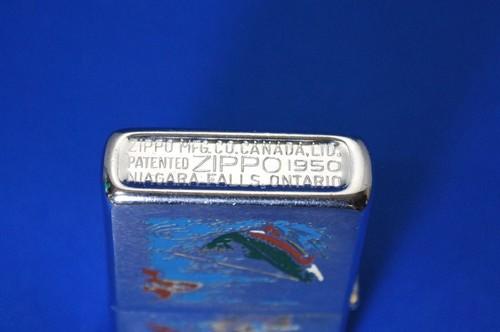 ZIPPO MFG.CO.CANADA,LTD.
PATENTED ZIPPO 1950
NIAGARA FALLS, ONTARIO